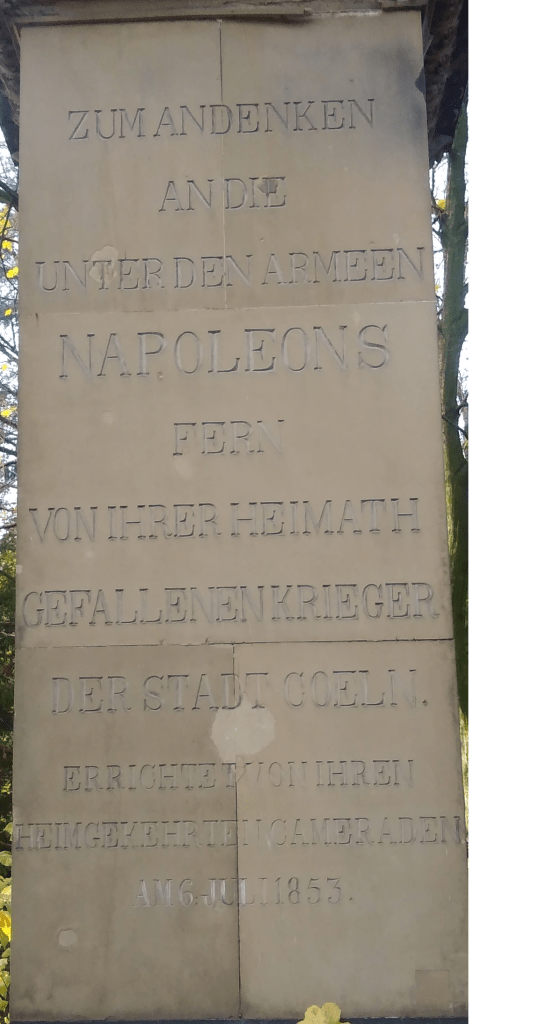 ZUM ANDENKEN
AN DIE
UNTER DEN ARMEEN
NAPOLEONS
FERN
VON IHRER HEIMATH
GEFALLENEN KRIEGER
DER STADT COELN.
ERRICHTET VON IHREN
HEIMGEKEHRTEN CAMERADEN
AM 6. JULI 1853.